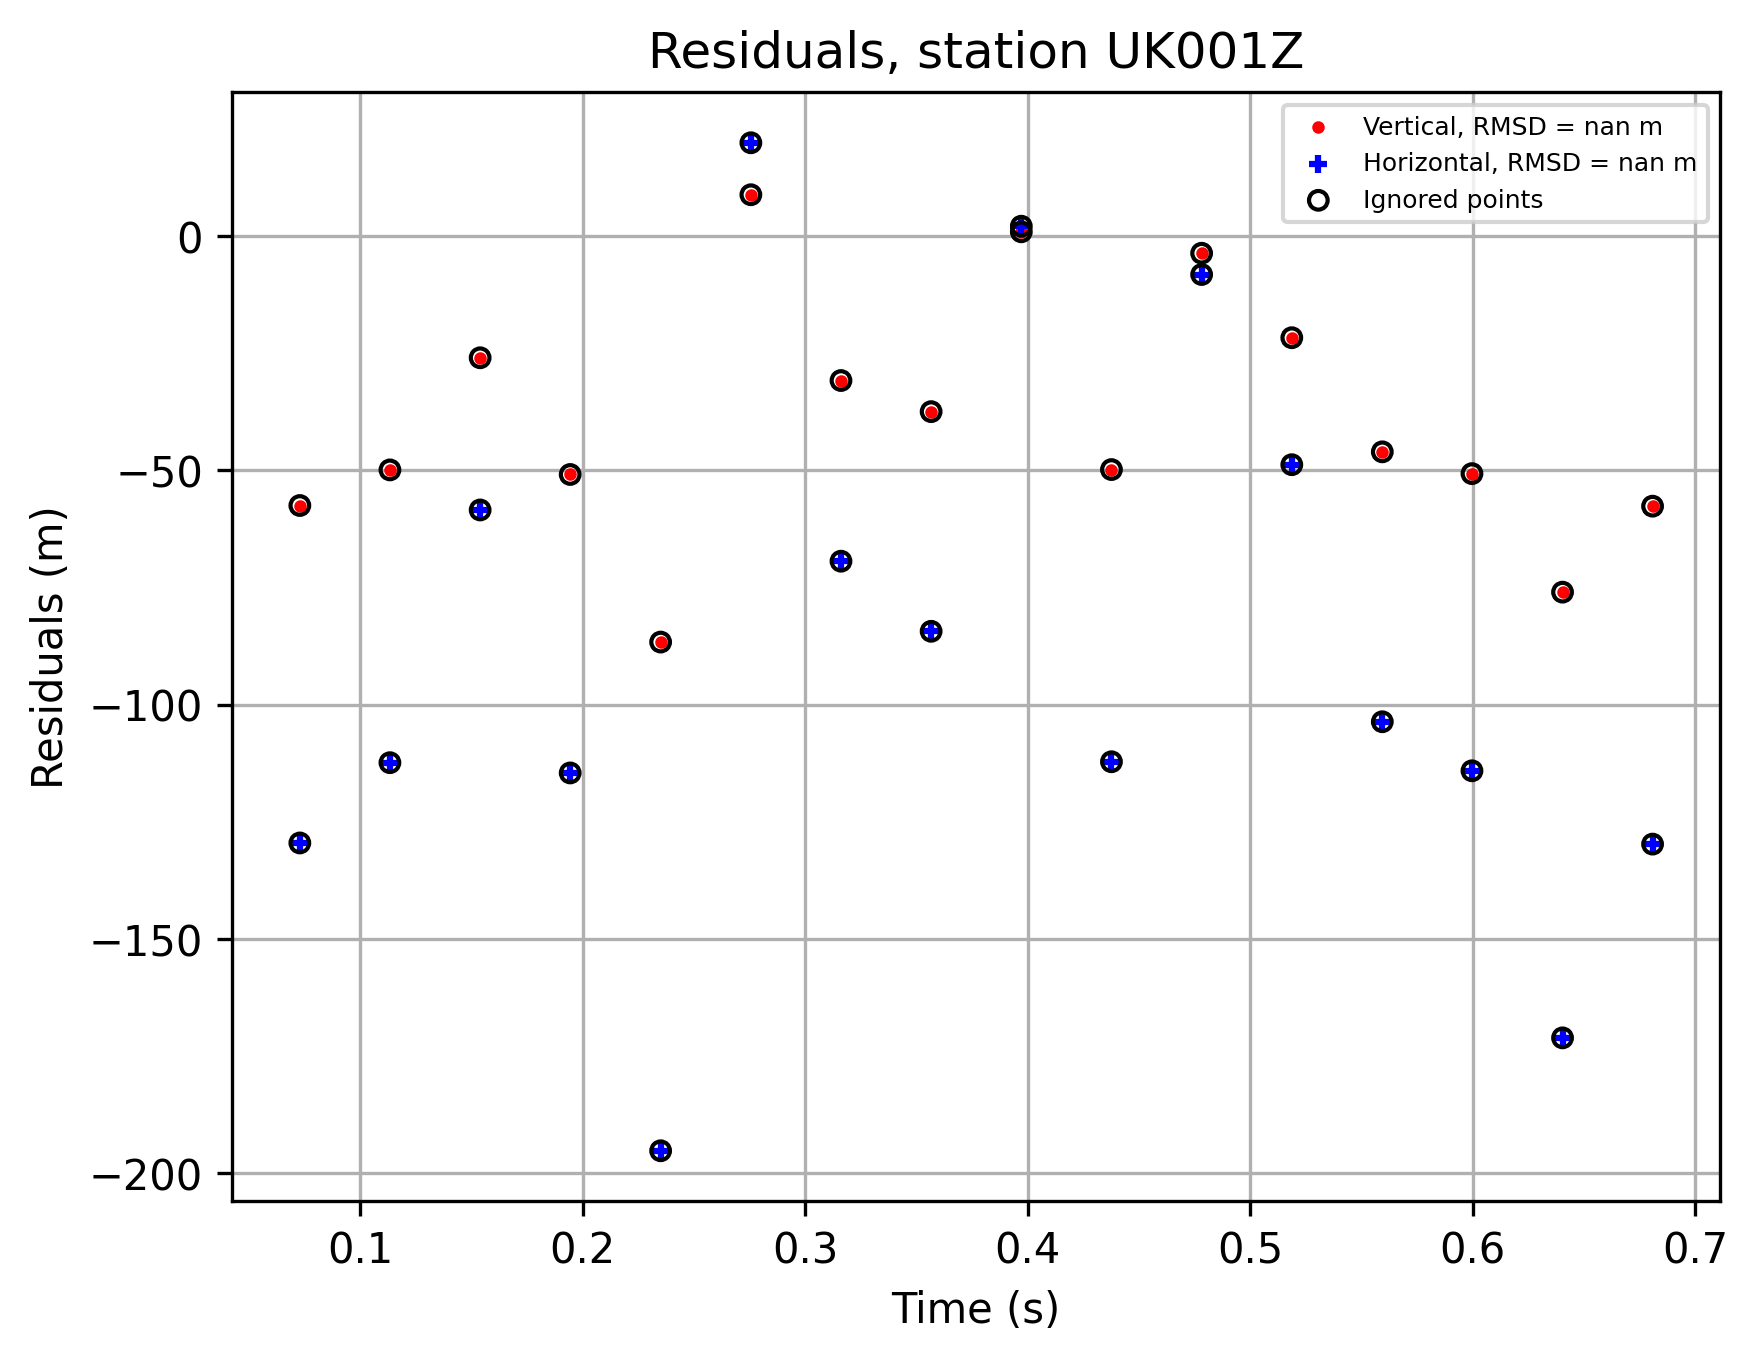 Residuals, station UK001Z
Vertical, RMSD = nan m
Horizontal, RMSD = nan m
Ignored points
0
−50
−100
−150
−200
Residuals (m)
0.1 0.2 0.3 0.4 0.5 0.6 0.7
Time (s)